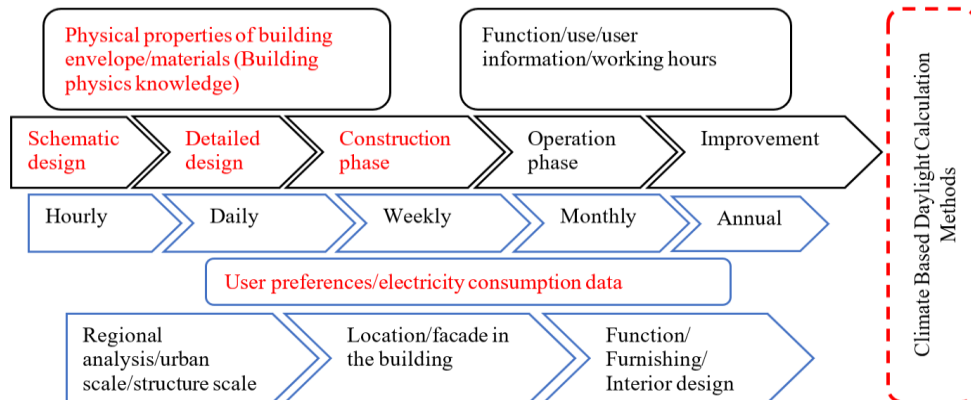 Physical properties of building
envelope/materials (Building
physics knowledge)
Function/use/user
information/working hours
Schematic
design
Detailed
design
Construction
phase
Operation
phase
Improvement
Hourly
Daily
Weekly
Monthly
Annual
User preferences/electricity consumption data
Regional
analysis/urban
scale/structure scale
Location/facade in
the building
Function/
Furnishing/
Interior design
Climate Based Daylight Calculation
Methods